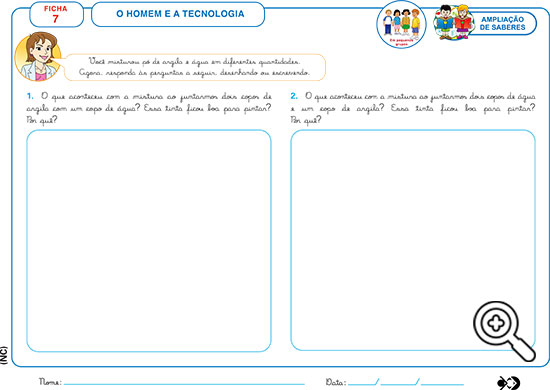 FICHA
7
O HOMEM E A TECNOLOGIA
Em pequenos
grupos
AMPLIAÇÃO
DE SABERES
Você misturou pó de argila e água em diferentes quantidades.
Agora, responda às perguntas a seguir, desenhando ou escrevendo.
1. O que aconteceu com a mistura ao juntarmos dois copos de
argila com um copo de água? Essa tinta ficou boa para pintar?
Por quê?
2. O que aconteceu com a mistura ao juntarmos dois copos de água
e um copo de argila? Essa tinta ficou boa para pintar?
Por quê?
(NC)
Nome:
Data: / /